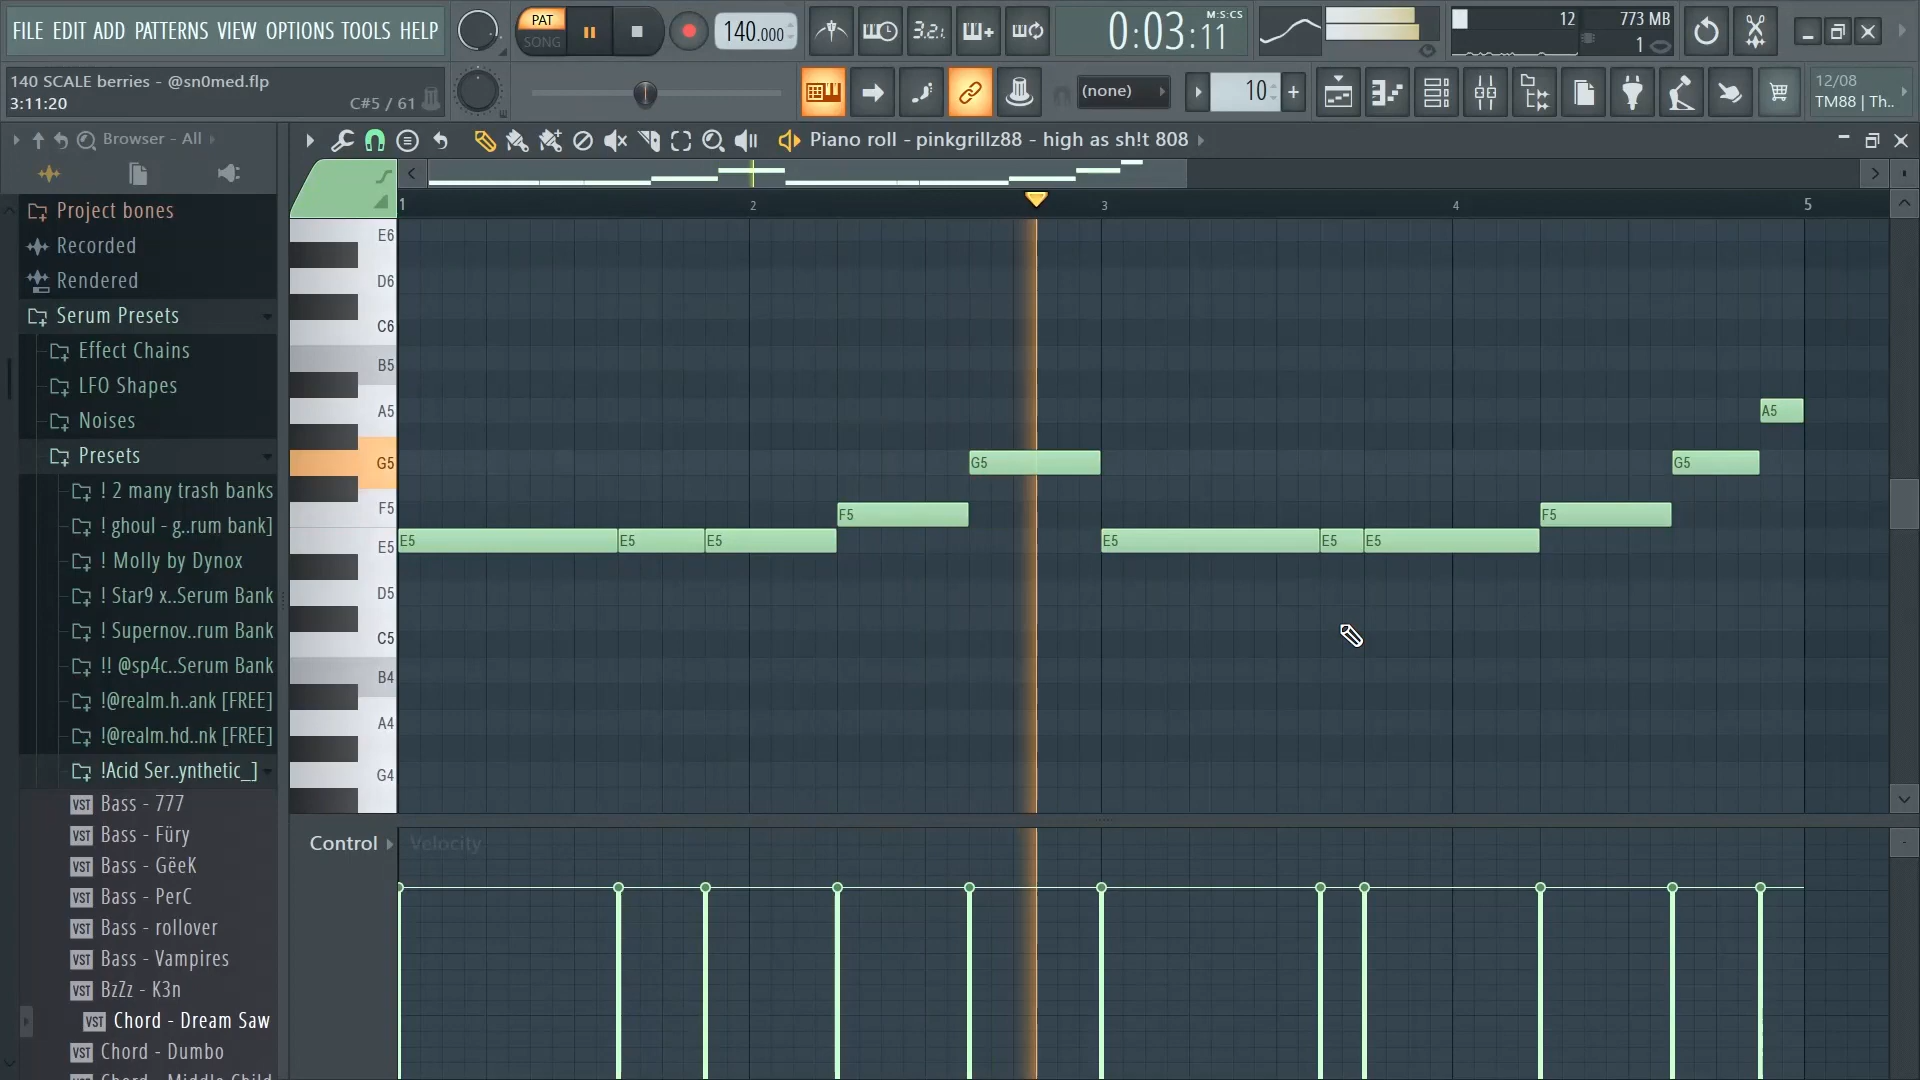 FILE EDIT ADD PATTERNS VIEW OPTIONS TOOLS HELP
PAT
SONG
140.000
3.2.1
0:03:11
M:S:CS
12
773 MB
1
140 SCALE berries - @sn0med.flp
3:11:20
C#5 / 61
(none)
10
12/08
TM88 | Th..
Browser - All
Piano roll - pinkgrillz88 - high as sh!t 808
1
2
3
4
5
Project bones
Recorded
Rendered
Serum Presets
Effect Chains
LFO Shapes
Noises
Presets
! 2 many trash banks
! ghoul - g..rum bank]
! Molly by Dynox
! Star9 x..Serum Bank
! Supernov..rum Bank
!! @sp4c..Serum Bank
!@realm.h..ank [FREE]
!@realm.hd..nk [FREE]
!Acid Ser..ynthetic_]
VST Bass - 777
VST Bass - Füry
VST Bass - GëeK
VST Bass - PerC
VST Bass - rollover
VST Bass - Vampires
VST BzZz - K3n
VST Chord - Dream Saw
VST Chord - Dumbo
Chord - Middle Child
E6
D6
C6
B5
A5
G5
F5
E5
D5
C5
B4
A4
G4
A5
G5
G5
F5
F5
E5
E5
E5
E5
E5
E5
Control
Velocity